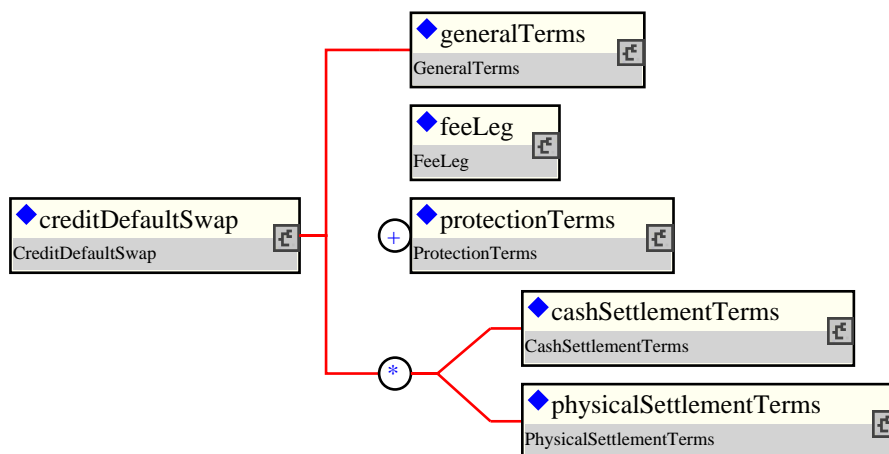 generalTerms
GeneralTerms
feeLeg
FeeLeg
creditDefaultSwap
CreditDefaultSwap
+
protectionTerms
ProtectionTerms
cashSettlementTerms
CashSettlementTerms
*
physicalSettlementTerms
PhysicalSettlementTerms